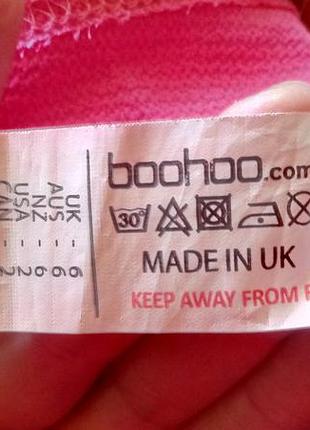 boohoo.com
30°
MADE IN UK
KEEP AWAY FROM
UK - 6
AUS - 6
NZ - 6
USA - 2
CAN - 2